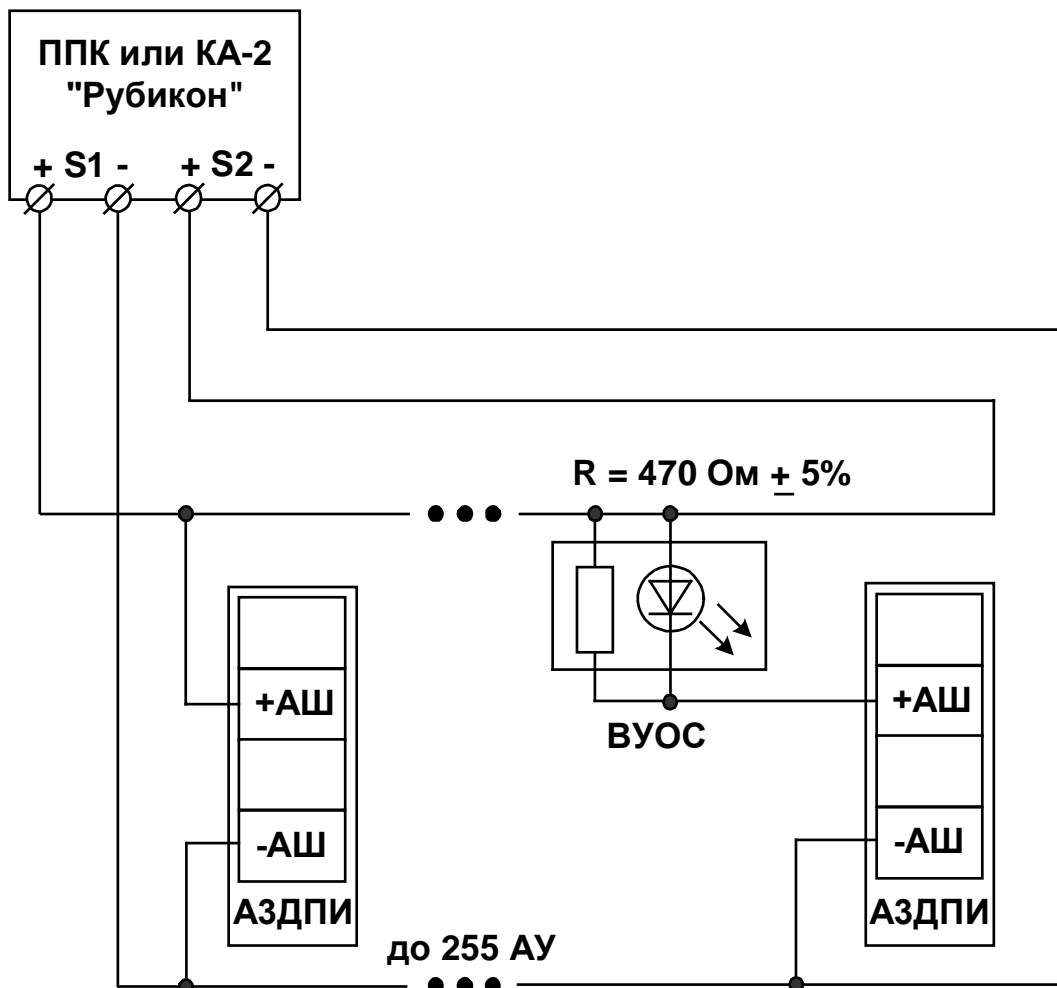 ППК или КА-2
"Рубикон"
+ S1 - + S2 -
R = 470 Ом ± 5%
+АШ
+АШ
ВУОС
-АШ
-АШ
АЗДПИ
АЗДПИ
до 255 АУ